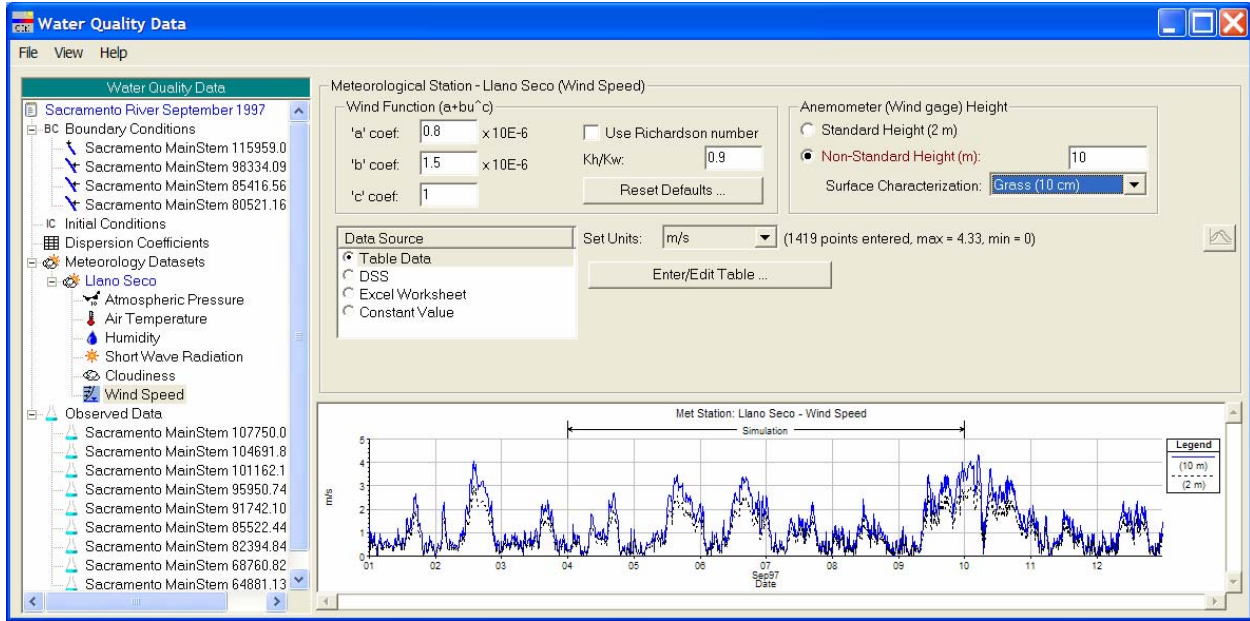 Water Quality Data
File View Help
Water Quality Data
Sacramento River September 1997
BC Boundary Conditions
Sacramento MainStem 115959.0
Sacramento MainStem 98334.09
Sacramento MainStem 85416.56
Sacramento MainStem 80521.16
IC Initial Conditions
Dispersion Coefficients
Meteorology Datasets
Llano Seco
Atmospheric Pressure
Air Temperature
Humidity
Short Wave Radiation
Cloudiness
Wind Speed
Observed Data
Sacramento MainStem 107750.0
Sacramento MainStem 104691.8
Sacramento MainStem 101162.1
Sacramento MainStem 95950.74
Sacramento MainStem 91742.10
Sacramento MainStem 85522.44
Sacramento MainStem 82394.84
Sacramento MainStem 68760.82
Sacramento MainStem 64881.13
Meteorological Station - Llano Seco (Wind Speed)
Wind Function (a+bu^c)
'a' coef: 0.8 x 10E-6
'b' coef: 1.5 x 10E-6
'c' coef: 1
Use Richardson number
Kh/Kw: 0.9
Reset Defaults ...
Anemometer (Wind gage) Height
Standard Height (2 m)
Non-Standard Height (m): 10
Surface Characterization: Grass (10 cm)
Data Source
Table Data
DSS
Excel Worksheet
Constant Value
Set Units: m/s (1419 points entered, max = 4.33, min = 0)
Enter/Edit Table ...
Met Station: Llano Seco - Wind Speed
Simulation
5
4
3
2
1
0
m/s
01 02 03 04 05 06 07 08 09 10 11 12
Sep97
Date
Legend
(10 m)
(2 m)